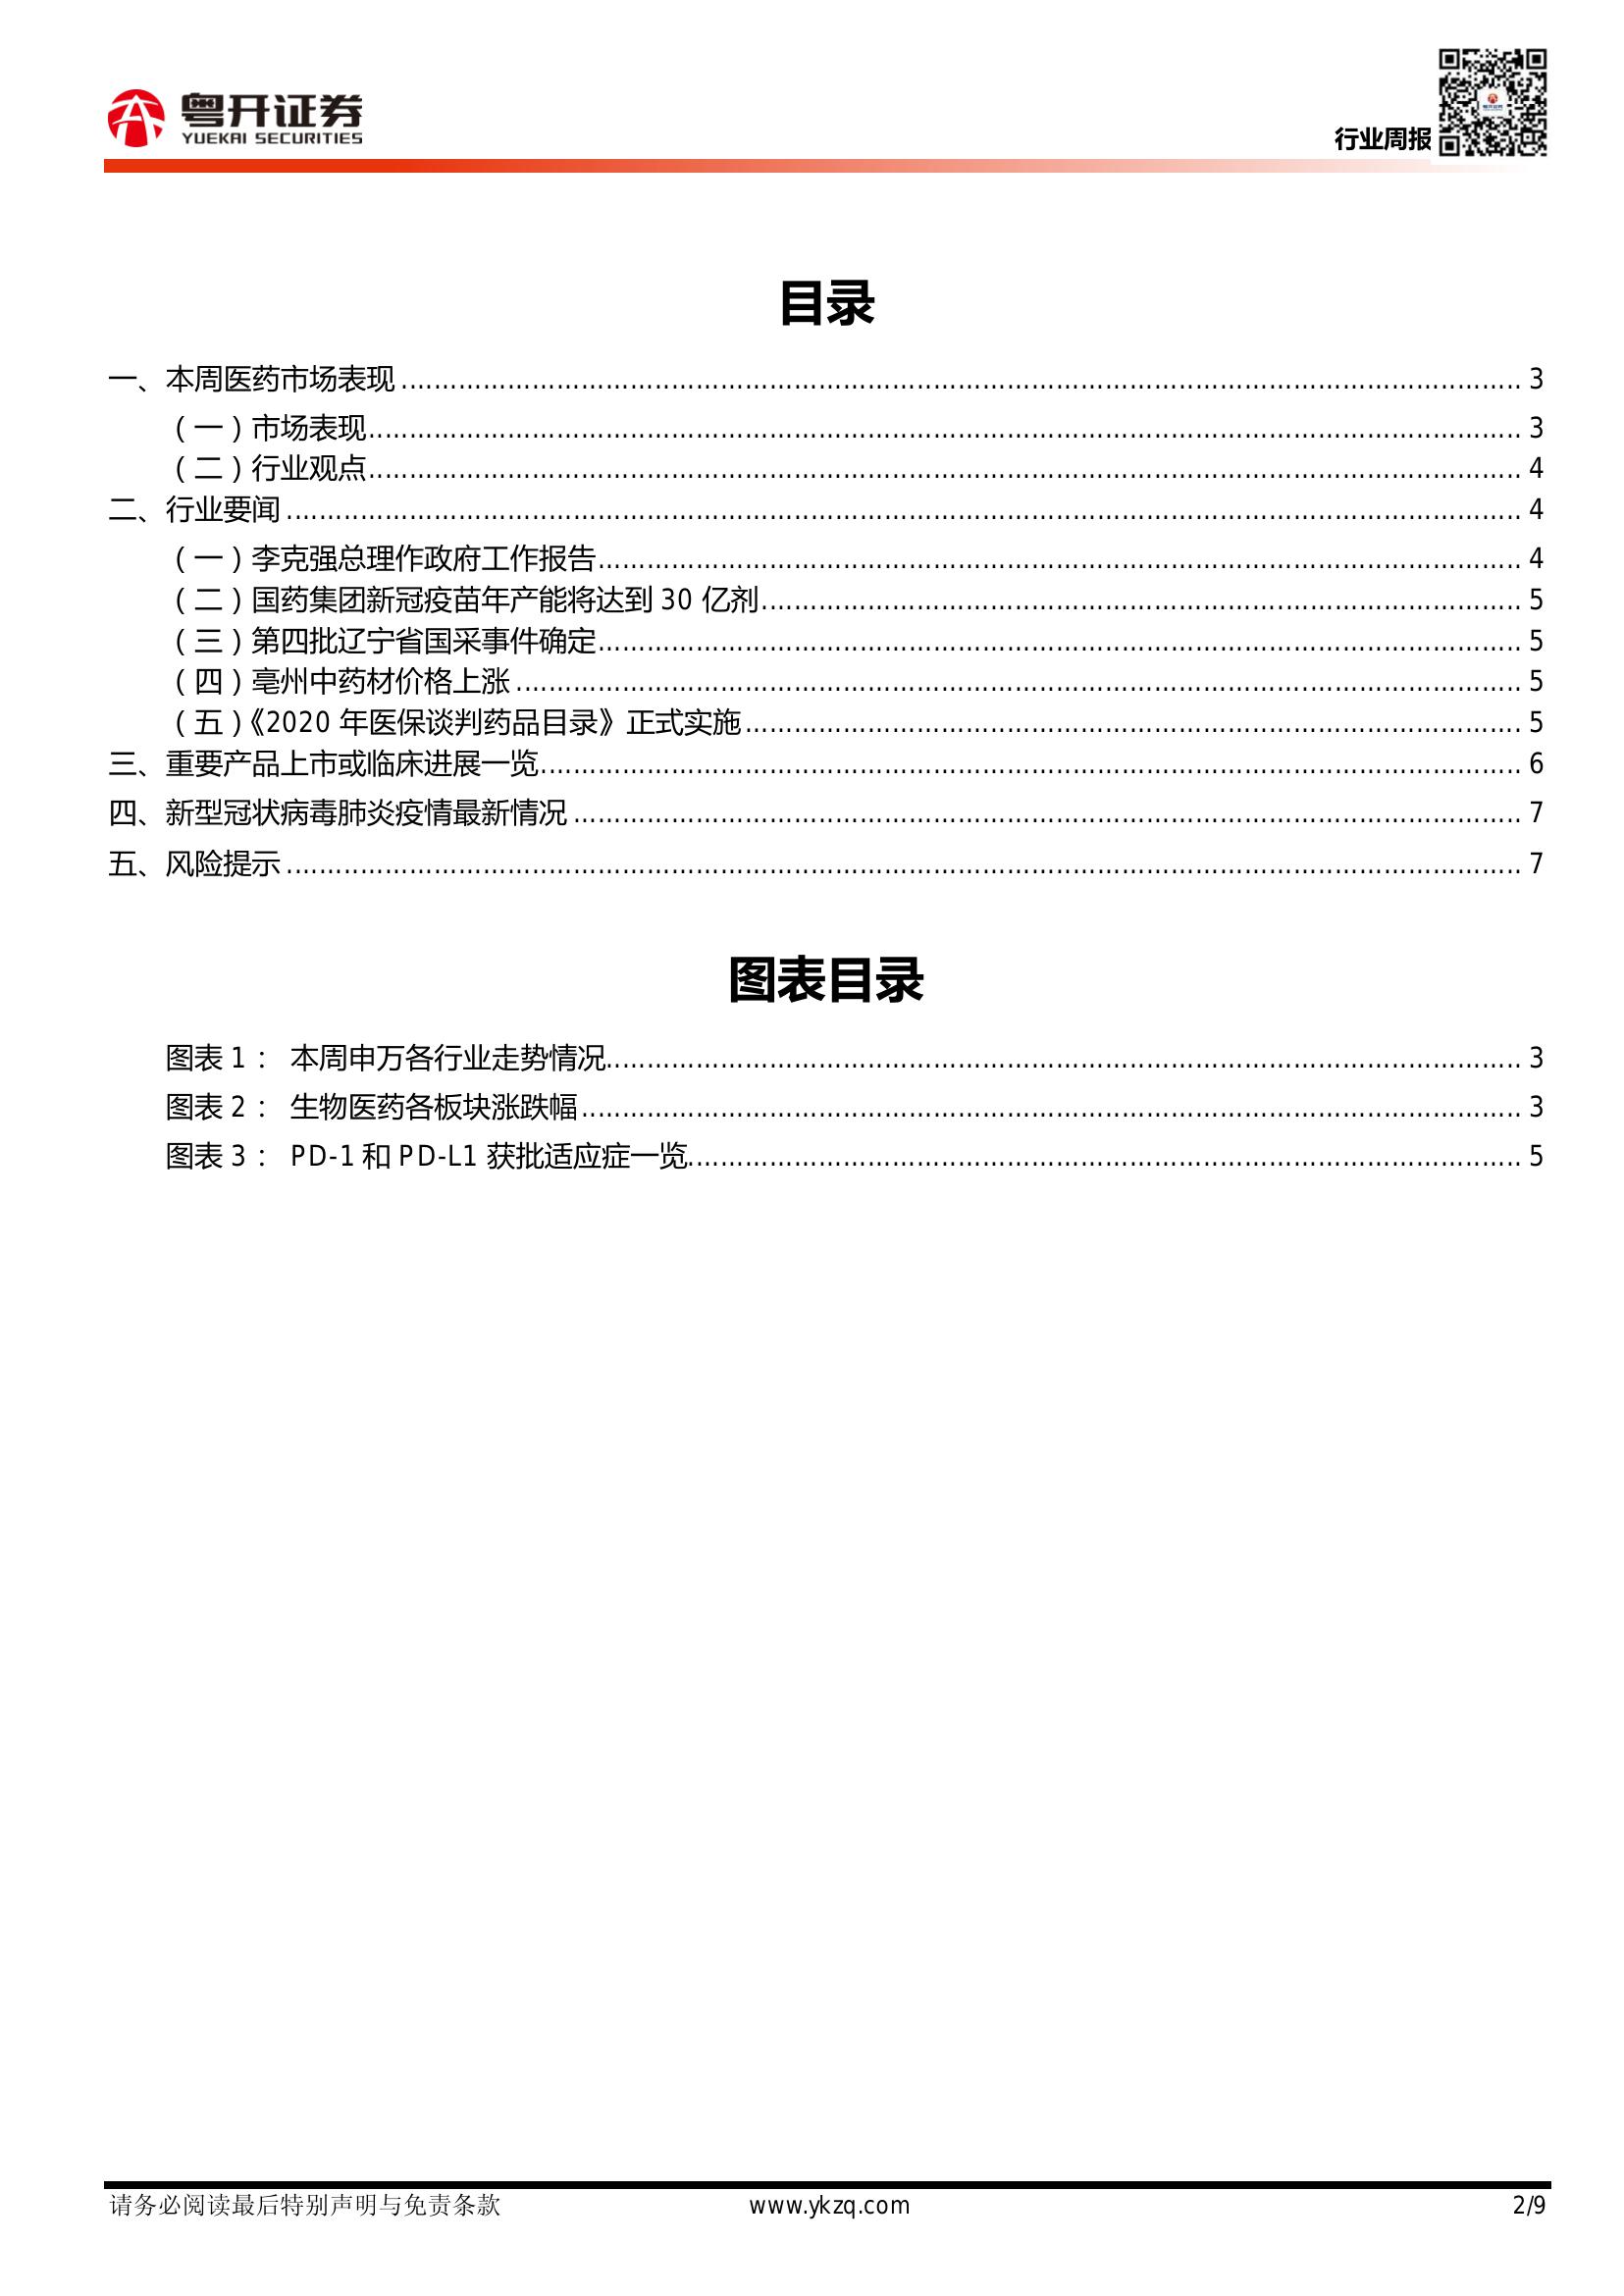 粤开证券
YUEKAI SECURITIES
行业周报
目录
一、本周医药市场表现........................ 3
（一）市场表现........................ 3
（二）行业观点........................ 4
二、行业要闻........................ 4
（一）李克强总理作政府工作报告........................ 4
（二）国药集团新冠疫苗年产能将达到 30 亿剂........................ 5
（三）第四批辽宁省国采事件确定........................ 5
（四）亳州中药材价格上涨........................ 5
（五）《2020 年医保谈判药品目录》正式实施........................ 5
三、重要产品上市或临床进展一览........................ 6
四、新型冠状病毒肺炎疫情最新情况........................ 7
五、风险提示........................ 7
图表目录
图表 1： 本周申万各行业走势情况........................ 3
图表 2： 生物医药各板块涨跌幅........................ 3
图表 3： PD-1 和 PD-L1 获批适应症一览........................ 5
请务必阅读最后特别声明与免责条款 www.ykzq.com 2/9